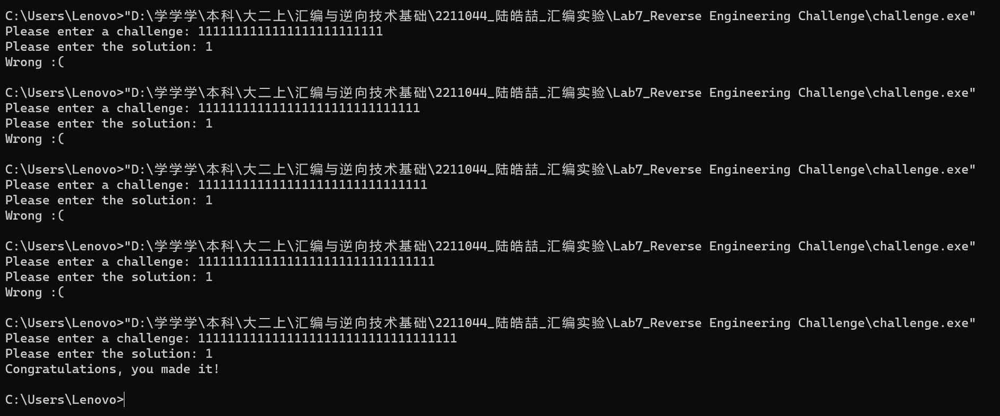 C:\Users\Lenovo>"D:\学学学\本科\大二上\汇编与逆向技术基础\2211044_陆皓喆_汇编实验\Lab7_Reverse Engineering Challenge\challenge.exe"
Please enter a challenge: 1111111111111111111111111
Please enter the solution: 1
Wrong :(
C:\Users\Lenovo>"D:\学学学\本科\大二上\汇编与逆向技术基础\2211044_陆皓喆_汇编实验\Lab7_Reverse Engineering Challenge\challenge.exe"
Please enter a challenge: 111111111111111111111111111111
Please enter the solution: 1
Wrong :(
C:\Users\Lenovo>"D:\学学学\本科\大二上\汇编与逆向技术基础\2211044_陆皓喆_汇编实验\Lab7_Reverse Engineering Challenge\challenge.exe"
Please enter a challenge: 1111111111111111111111111111111
Please enter the solution: 1
Wrong :(
C:\Users\Lenovo>"D:\学学学\本科\大二上\汇编与逆向技术基础\2211044_陆皓喆_汇编实验\Lab7_Reverse Engineering Challenge\challenge.exe"
Please enter a challenge: 11111111111111111111111111111111
Please enter the solution: 1
Wrong :(
C:\Users\Lenovo>"D:\学学学\本科\大二上\汇编与逆向技术基础\2211044_陆皓喆_汇编实验\Lab7_Reverse Engineering Challenge\challenge.exe"
Please enter a challenge: 11111111111111111111111111111111111
Please enter the solution: 1
Congratulations, you made it!
C:\Users\Lenovo>